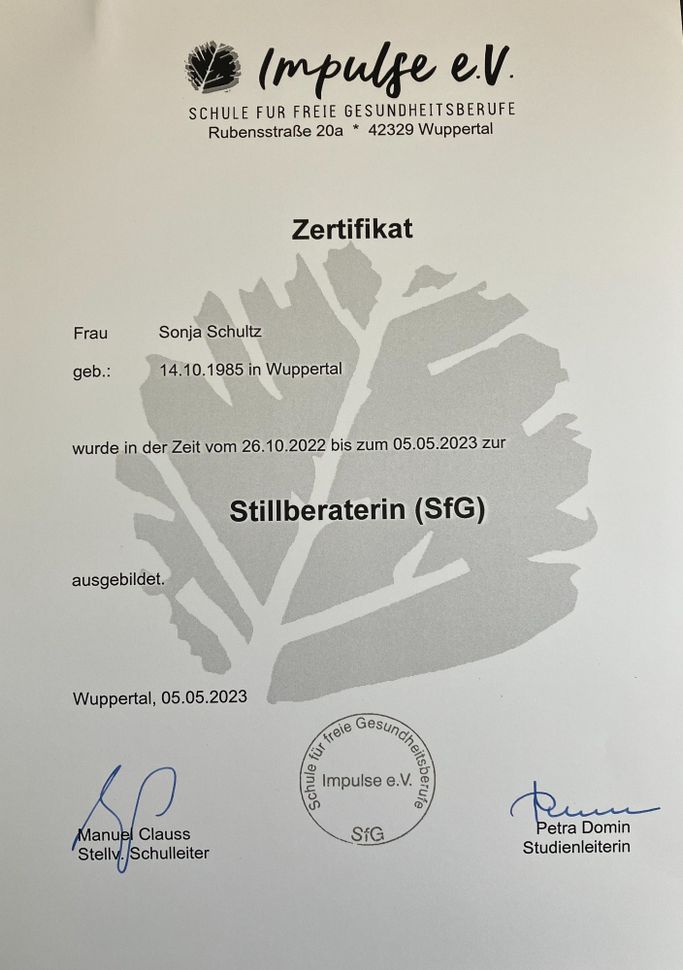 Impulse e.V.
SCHULE FÜR FREIE GESUNDHEITSBERUFE
Rubensstraße 20a * 42329 Wuppertal
Zertifikat
Frau Sonja Schultz
geb.: 14.10.1985 in Wuppertal
wurde in der Zeit vom 26.10.2022 bis zum 05.05.2023 zur
Stillberaterin (SfG)
ausgebildet.
Wuppertal, 05.05.2023
Schule für freie Gesundheitsberufe
Impulse e.V.
SfG
Manuel Clauss
Stellv. Schulleiter
Petra Domin
Studienleiterin